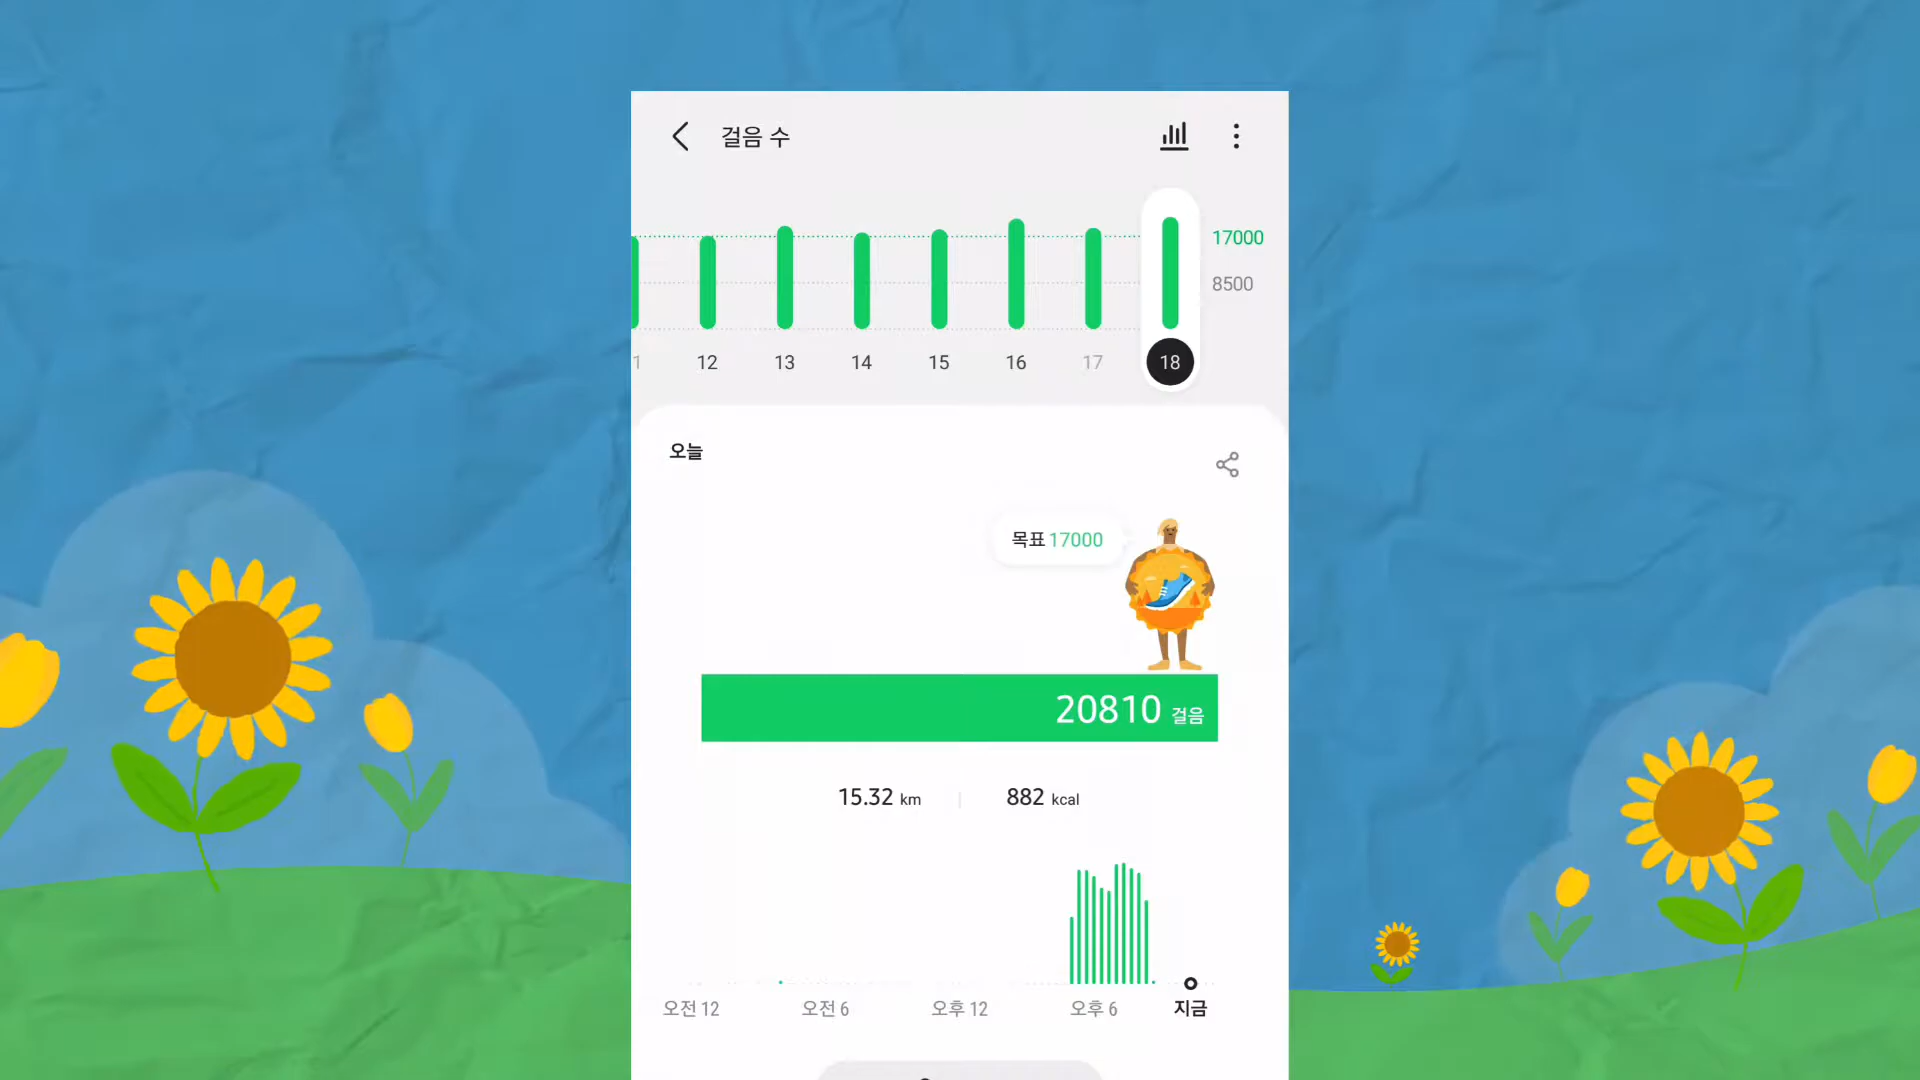 걸음 수
17000
8500
1 12 13 14 15 16 17 18
오늘
목표 17000
20810 걸음
15.32 km 882 kcal
오전 12 오전 6 오후 12 오후 6 지금